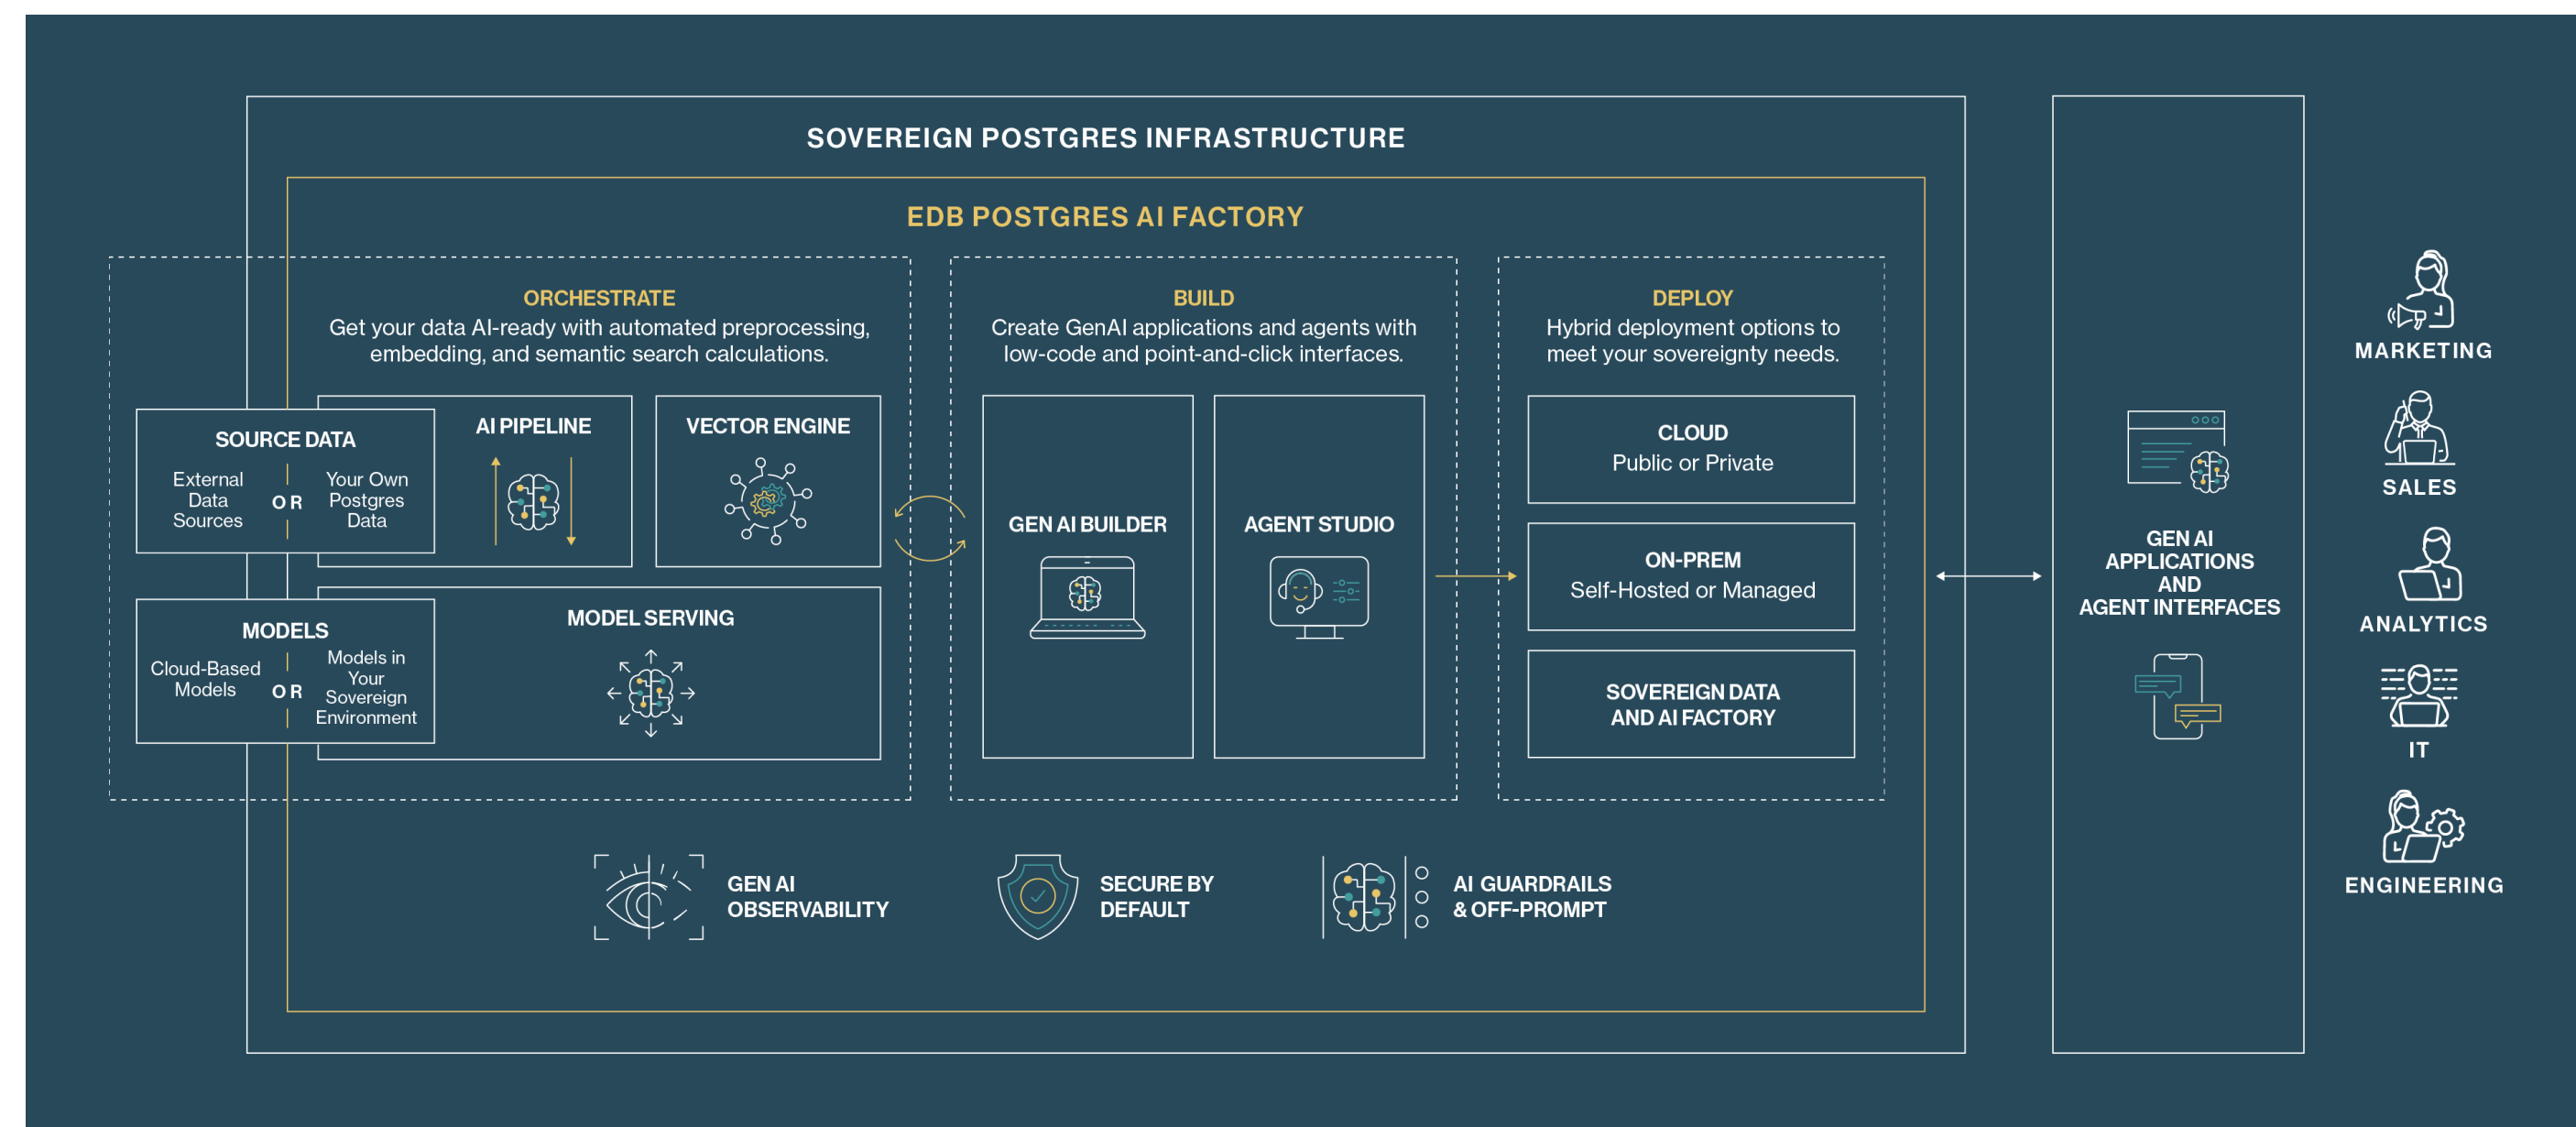 SOVEREIGN POSTGRES INFRASTRUCTURE
EDB POSTGRES AI FACTORY
ORCHESTRATE
Get your data AI-ready with automated preprocessing,
embedding, and semantic search calculations.
SOURCE DATA
External
Data
Sources
OR
Your Own
Postgres
Data
AI PIPELINE
VECTOR ENGINE
MODELS
Cloud-Based
Models
OR
Models in
Your
Sovereign
Environment
MODEL SERVING
BUILD
Create GenAI applications and agents with
low-code and point-and-click interfaces.
GEN AI BUILDER
AGENT STUDIO
DEPLOY
Hybrid deployment options to
meet your sovereignty needs.
CLOUD
Public or Private
ON-PREM
Self-Hosted or Managed
SOVEREIGN DATA
AND AI FACTORY
GEN AI
OBSERVABILITY
SECURE BY
DEFAULT
AI GUARDRAILS
& OFF-PROMPT
GEN AI
APPLICATIONS
AND
AGENT INTERFACES
MARKETING
SALES
ANALYTICS
IT
ENGINEERING